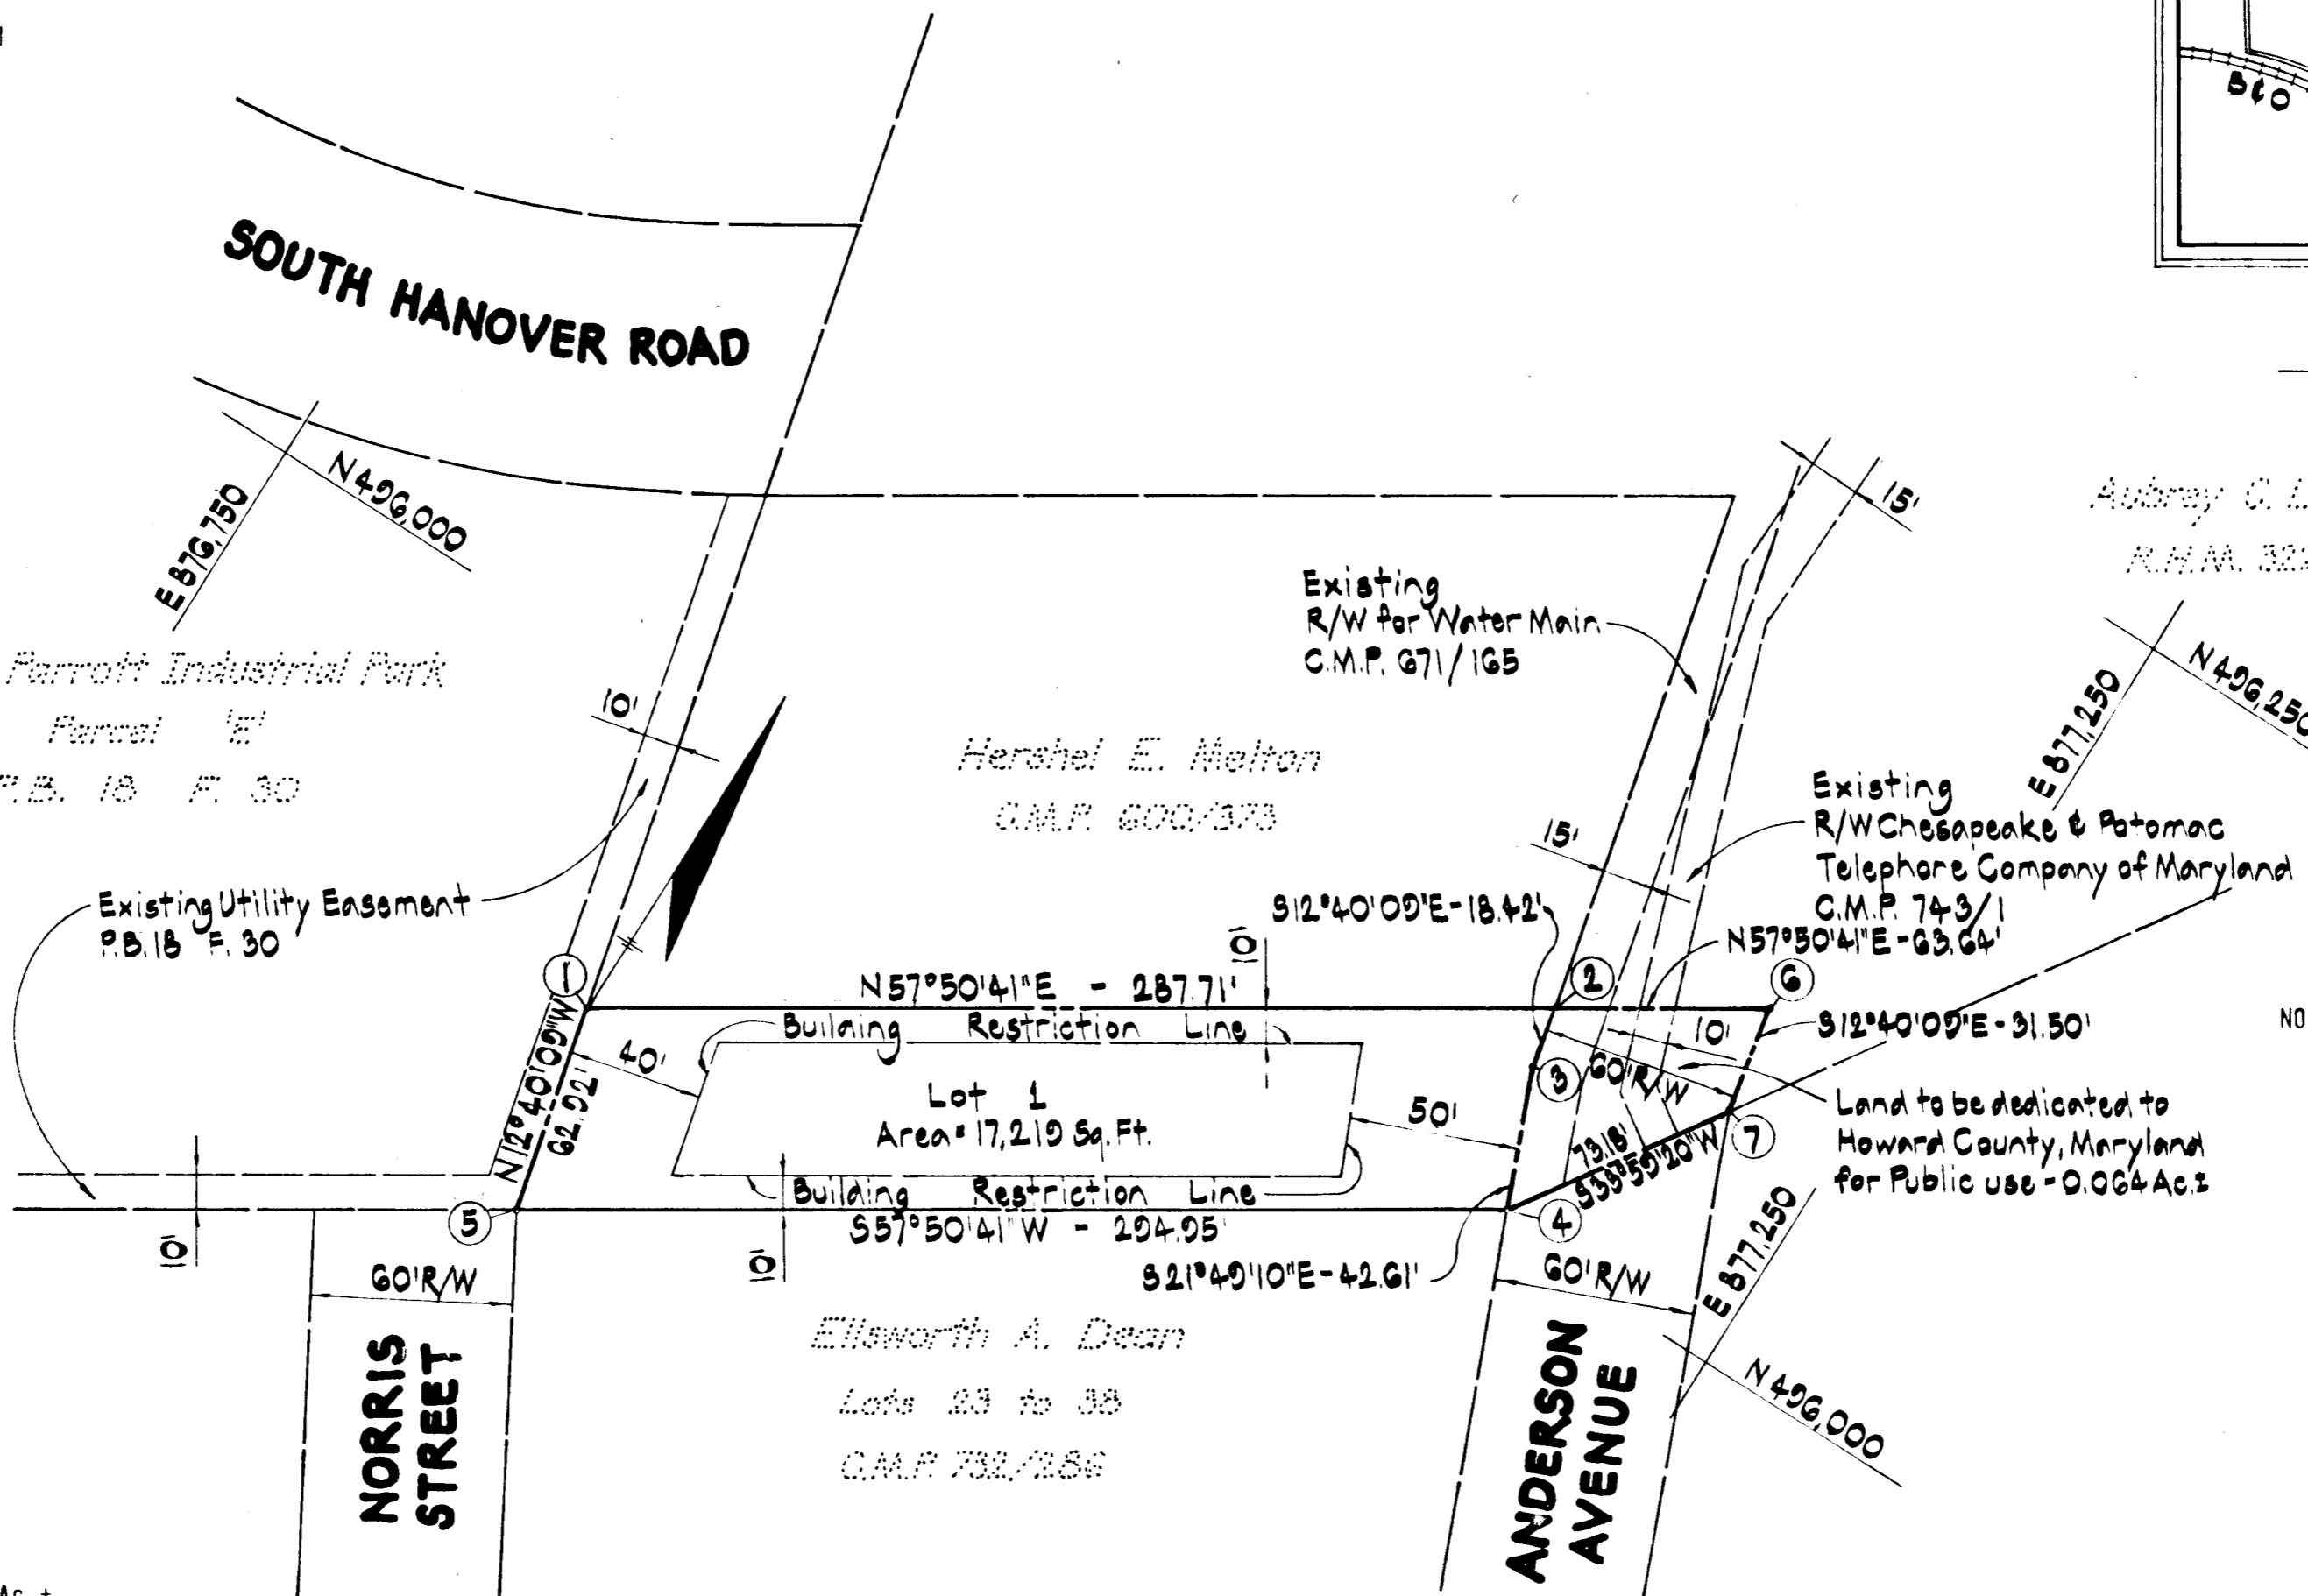 B&O
SOUTH HANOVER ROAD
E 876,750
N 496,000
15'
Aubrey C. L
R.H.M. 32
Existing
R/W for Water Main
C.M.P. 671/165
N 496,250
E 877,250
Parrott Industrial Park
Parcel 'E'
P.B. 18 F. 30
10'
Hershel E. Melton
C.M.P. 600/373
Existing
R/W Chesapeake & Potomac
Telephone Company of Maryland
C.M.P. 743/1
15'
Existing Utility Easement
P.B. 18 F. 30
S12°40'09"E-18.42'
10'
N57°50'41"E-63.64'
1
2
6
N57°50'41"E - 287.71'
Building Restriction Line
10'
S12°40'09"E-31.50'
NO
N12°40'09"W
62.92'
40'
Lot 1
Area = 17,219 Sq. Ft.
50'
3
60' R/W
Land to be dedicated to
Howard County, Maryland
for Public use - 0.064 Ac.±
73.18'
S33°59'20"W
7
Building Restriction Line
5
S57°50'41"W - 294.95'
4
10'
10'
S21°49'10"E-42.61'
60' R/W
60' R/W
E 877,250
NORRIS
STREET
Ellsworth A. Dean
Lots 23 to 38
C.M.P. 732/286
ANDERSON
AVENUE
N 496,000